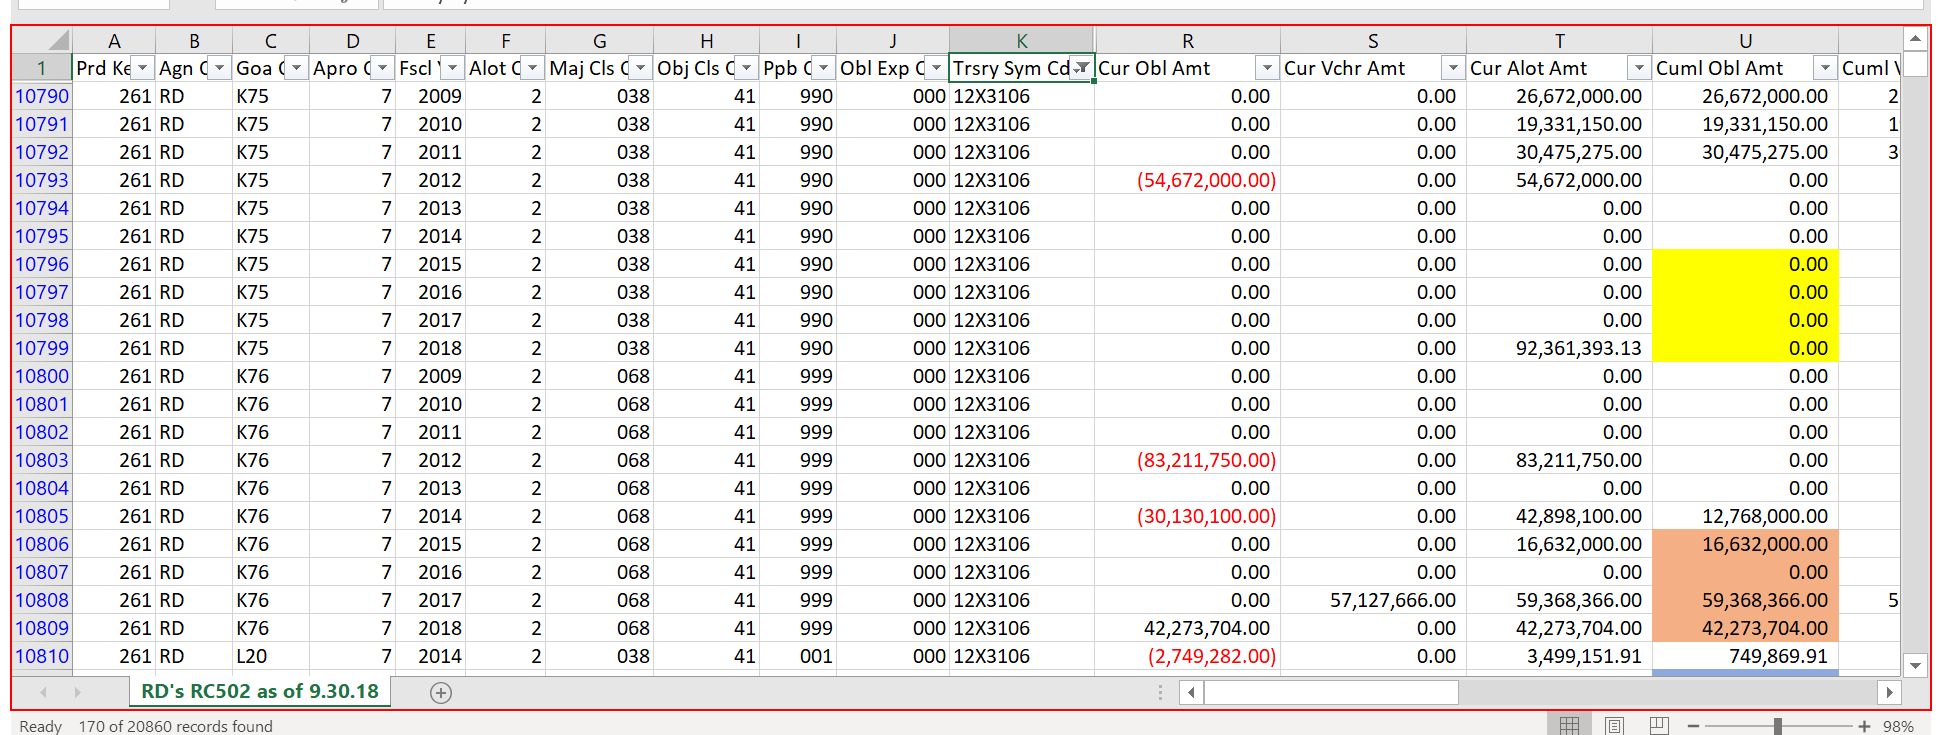 A B C D E F G H I J K R S T U
1 Prd Ke Agn C Goa C Apro C Fscl Y Alot C Maj Cls C Obj Cls C Ppb C Obl Exp C Trsry Sym Cd Cur Obl Amt Cur Vchr Amt Cur Alot Amt Cuml Obl Amt Cuml V
10790 261 RD K75 7 2009 2 038 41 990 000 12X3106 0.00 0.00 26,672,000.00 26,672,000.00 2
10791 261 RD K75 7 2010 2 038 41 990 000 12X3106 0.00 0.00 19,331,150.00 19,331,150.00 1
10792 261 RD K75 7 2011 2 038 41 990 000 12X3106 0.00 0.00 30,475,275.00 30,475,275.00 3
10793 261 RD K75 7 2012 2 038 41 990 000 12X3106 (54,672,000.00) 0.00 54,672,000.00 0.00
10794 261 RD K75 7 2013 2 038 41 990 000 12X3106 0.00 0.00 0.00 0.00
10795 261 RD K75 7 2014 2 038 41 990 000 12X3106 0.00 0.00 0.00 0.00
10796 261 RD K75 7 2015 2 038 41 990 000 12X3106 0.00 0.00 0.00 0.00
10797 261 RD K75 7 2016 2 038 41 990 000 12X3106 0.00 0.00 0.00 0.00
10798 261 RD K75 7 2017 2 038 41 990 000 12X3106 0.00 0.00 0.00 0.00
10799 261 RD K75 7 2018 2 038 41 990 000 12X3106 0.00 0.00 92,361,393.13 0.00
10800 261 RD K76 7 2009 2 068 41 999 000 12X3106 0.00 0.00 0.00 0.00
10801 261 RD K76 7 2010 2 068 41 999 000 12X3106 0.00 0.00 0.00 0.00
10802 261 RD K76 7 2011 2 068 41 999 000 12X3106 0.00 0.00 0.00 0.00
10803 261 RD K76 7 2012 2 068 41 999 000 12X3106 (83,211,750.00) 0.00 83,211,750.00 0.00
10804 261 RD K76 7 2013 2 068 41 999 000 12X3106 0.00 0.00 0.00 0.00
10805 261 RD K76 7 2014 2 068 41 999 000 12X3106 (30,130,100.00) 0.00 42,898,100.00 12,768,000.00
10806 261 RD K76 7 2015 2 068 41 999 000 12X3106 0.00 0.00 16,632,000.00 16,632,000.00
10807 261 RD K76 7 2016 2 068 41 999 000 12X3106 0.00 0.00 0.00 0.00
10808 261 RD K76 7 2017 2 068 41 999 000 12X3106 0.00 57,127,666.00 59,368,366.00 59,368,366.00 5
10809 261 RD K76 7 2018 2 068 41 999 000 12X3106 42,273,704.00 0.00 42,273,704.00 42,273,704.00
10810 261 RD L20 7 2014 2 038 41 001 000 12X3106 (2,749,282.00) 0.00 3,499,151.91 749,869.91
RD's RC502 as of 9.30.18
Ready 170 of 20860 records found 98%